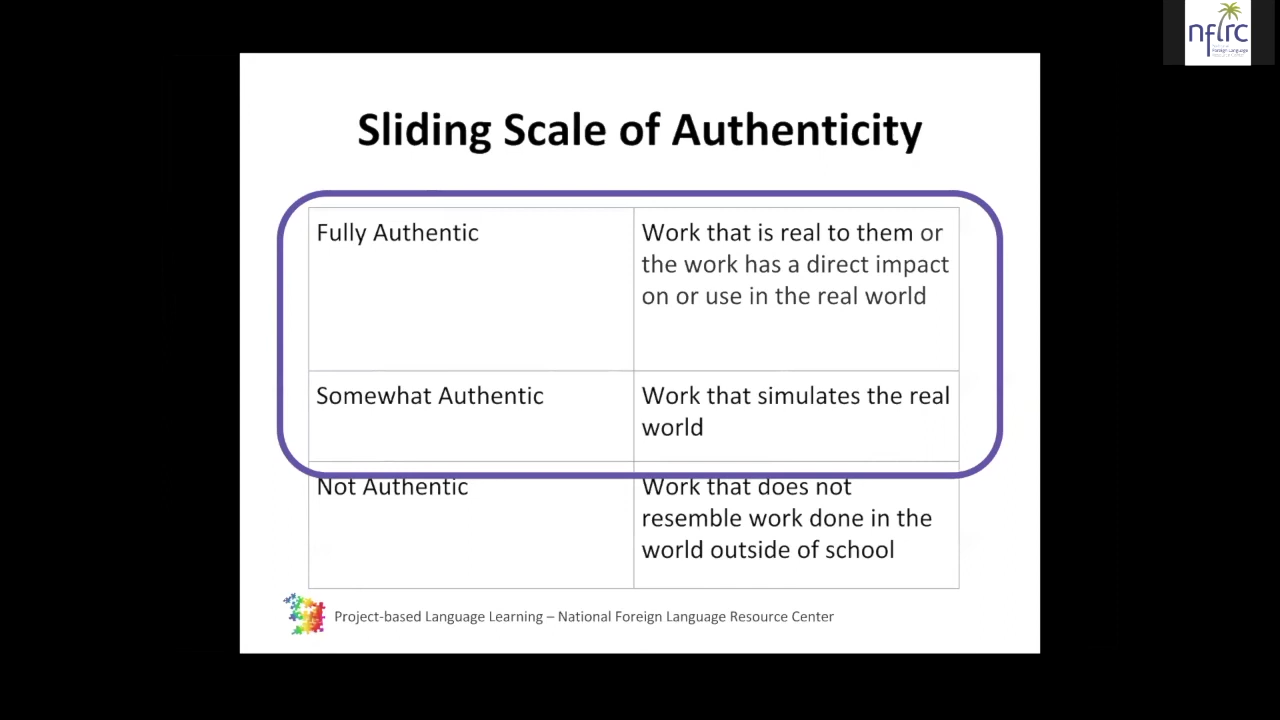 nflrc
Foreign Language
Sliding Scale of Authenticity
Fully Authentic
Work that is real to them or
the work has a direct impact
on or use in the real world
Somewhat Authentic
Work that simulates the real
world
Not Authentic
Work that does not
resemble work done in the
world outside of school
Project-based Language Learning – National Foreign Language Resource Center